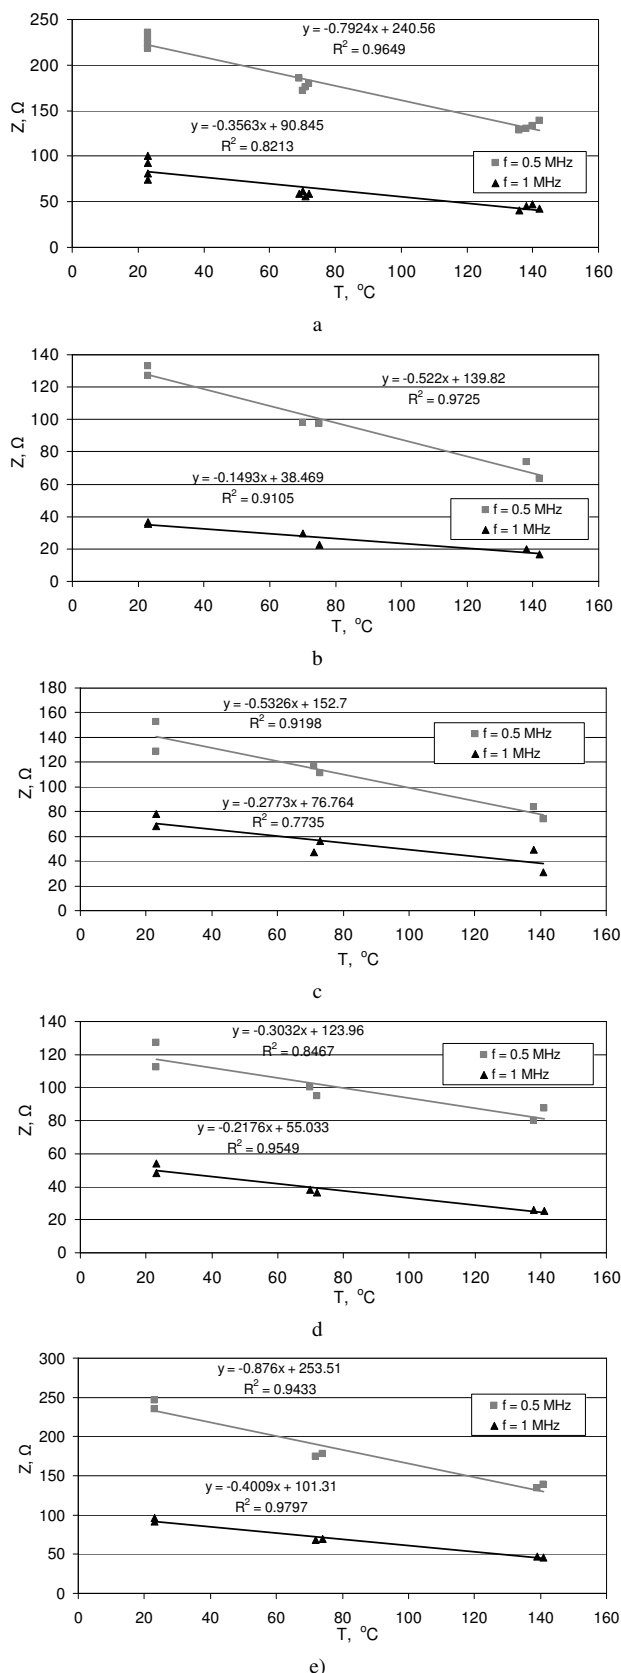 y = -0.7924x + 240.56
R² = 0.9649
y = -0.3563x + 90.845
R² = 0.8213
f = 0.5 MHz
f = 1 MHz
250
200
150
100
50
0
Z, Ω
0 20 40 60 80 100 120 140 160
T, °C
a
y = -0.522x + 139.82
R² = 0.9725
y = -0.1493x + 38.469
R² = 0.9105
f = 0.5 MHz
f = 1 MHz
140
120
100
80
60
40
20
0
Z, Ω
0 20 40 60 80 100 120 140 160
T, °C
b
y = -0.5326x + 152.7
R² = 0.9198
y = -0.2773x + 76.764
R² = 0.7735
f = 0.5 MHz
f = 1 MHz
180
160
140
120
100
80
60
40
20
0
Z, Ω
0 20 40 60 80 100 120 140 160
T, °C
c
y = -0.3032x + 123.96
R² = 0.8467
y = -0.2176x + 55.033
R² = 0.9549
f = 0.5 MHz
f = 1 MHz
140
120
100
80
60
40
20
0
Z, Ω
0 20 40 60 80 100 120 140 160
T, °C
d
y = -0.876x + 253.51
R² = 0.9433
y = -0.4009x + 101.31
R² = 0.9797
f = 0.5 MHz
f = 1 MHz
300
250
200
150
100
50
0
Z, Ω
0 20 40 60 80 100 120 140 160
T, °C
e)